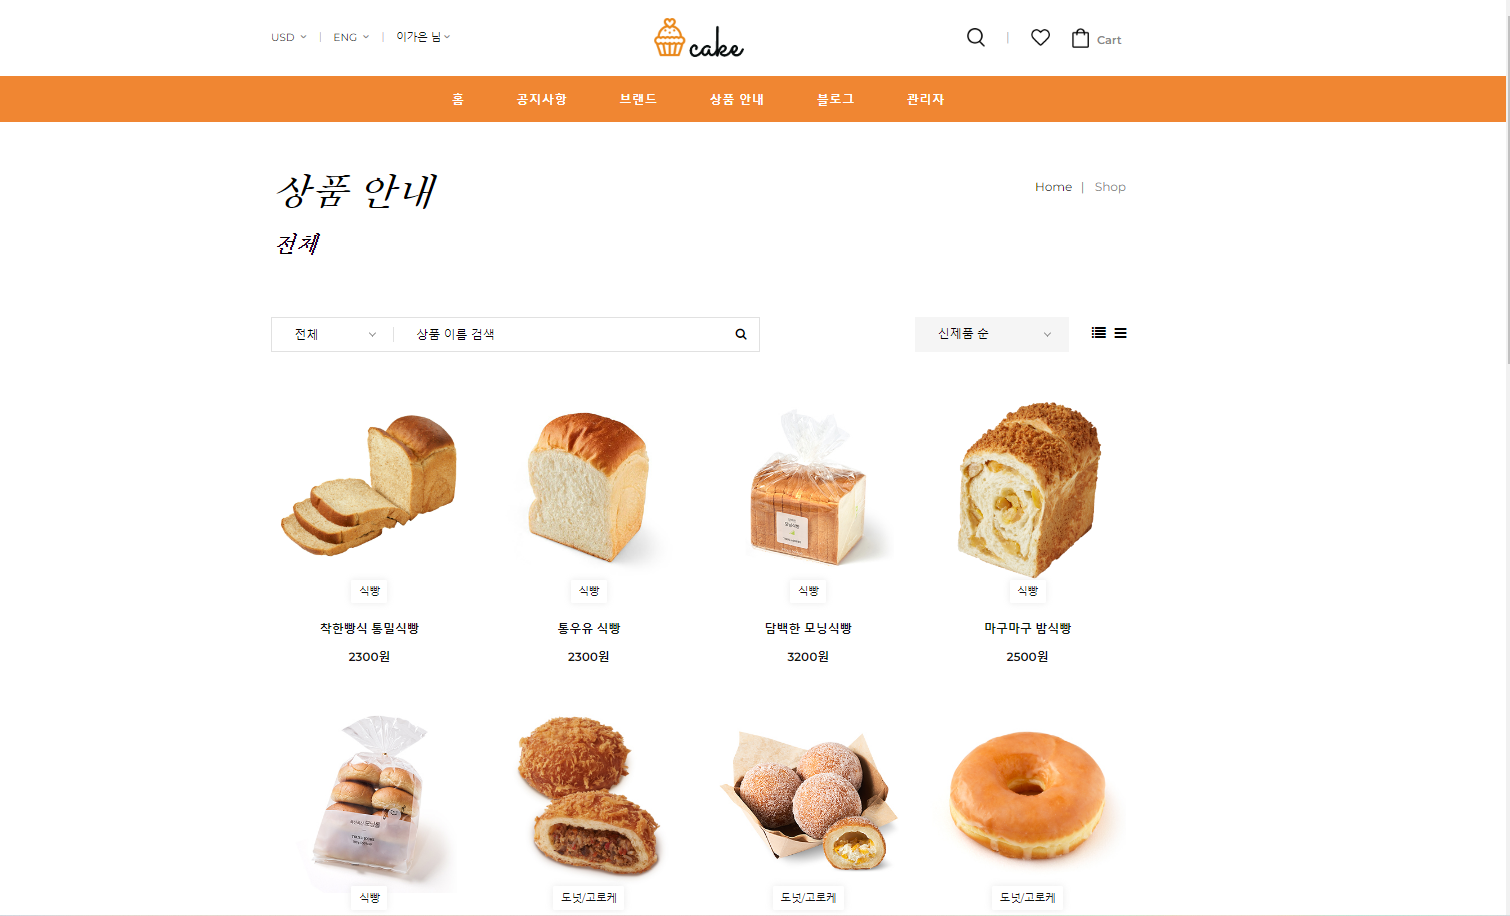 USD | ENG | 이가은 님
cake
Cart
홈 공지사항 브랜드 상품 안내 블로그 관리자
상품 안내
Home | Shop
전체
전체 상품 이름 검색 신제품 순
식빵 식빵 식빵 식빵
착한빵식 통밀식빵 통우유 식빵 담백한 모닝식빵 마구마구 밤식빵
2300원 2300원 3200원 2500원
식빵 도넛/고로케 도넛/고로케 도넛/고로케